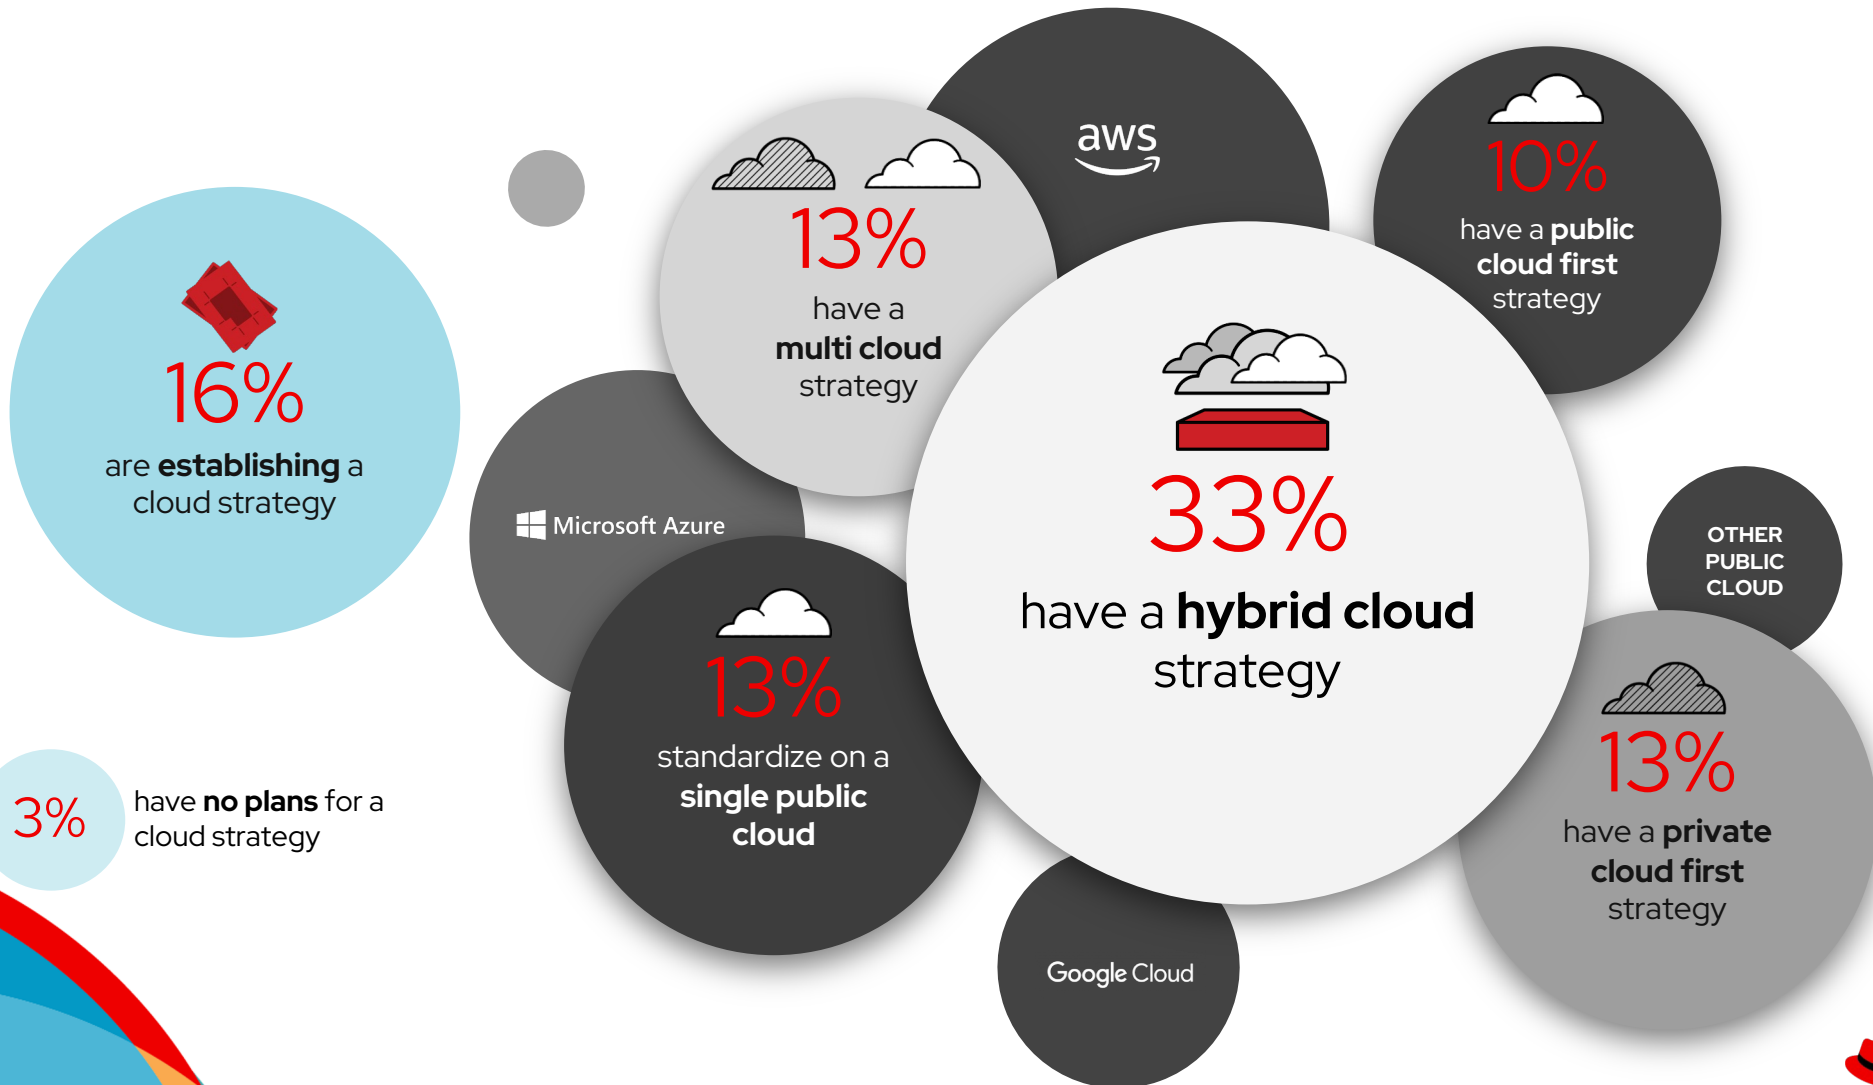 16%
are establishing a
cloud strategy
3%
have no plans for a
cloud strategy
13%
have a
multi cloud
strategy
aws
10%
have a public
cloud first
strategy
Microsoft Azure
13%
standardize on a
single public
cloud
33%
have a hybrid cloud
strategy
OTHER
PUBLIC
CLOUD
13%
have a private
cloud first
strategy
Google Cloud